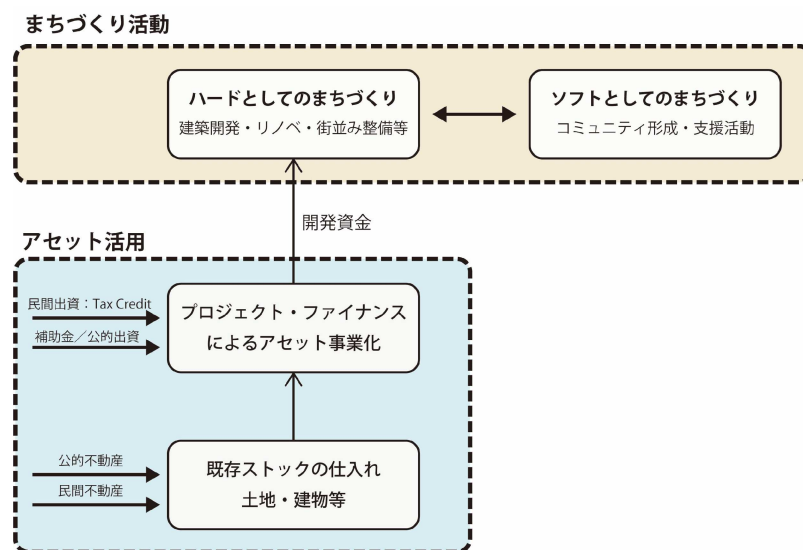 まちづくり活動
ハードとしてのまちづくり
建築開発・リノベ・街並み整備等
ソフトとしてのまちづくり
コミュニティ形成・支援活動
開発資金
アセット活用
民間出資：Tax Credit
補助金／公的出資
プロジェクト・ファイナンス
によるアセット事業化
公的不動産
民間不動産
既存ストックの仕入れ
土地・建物等